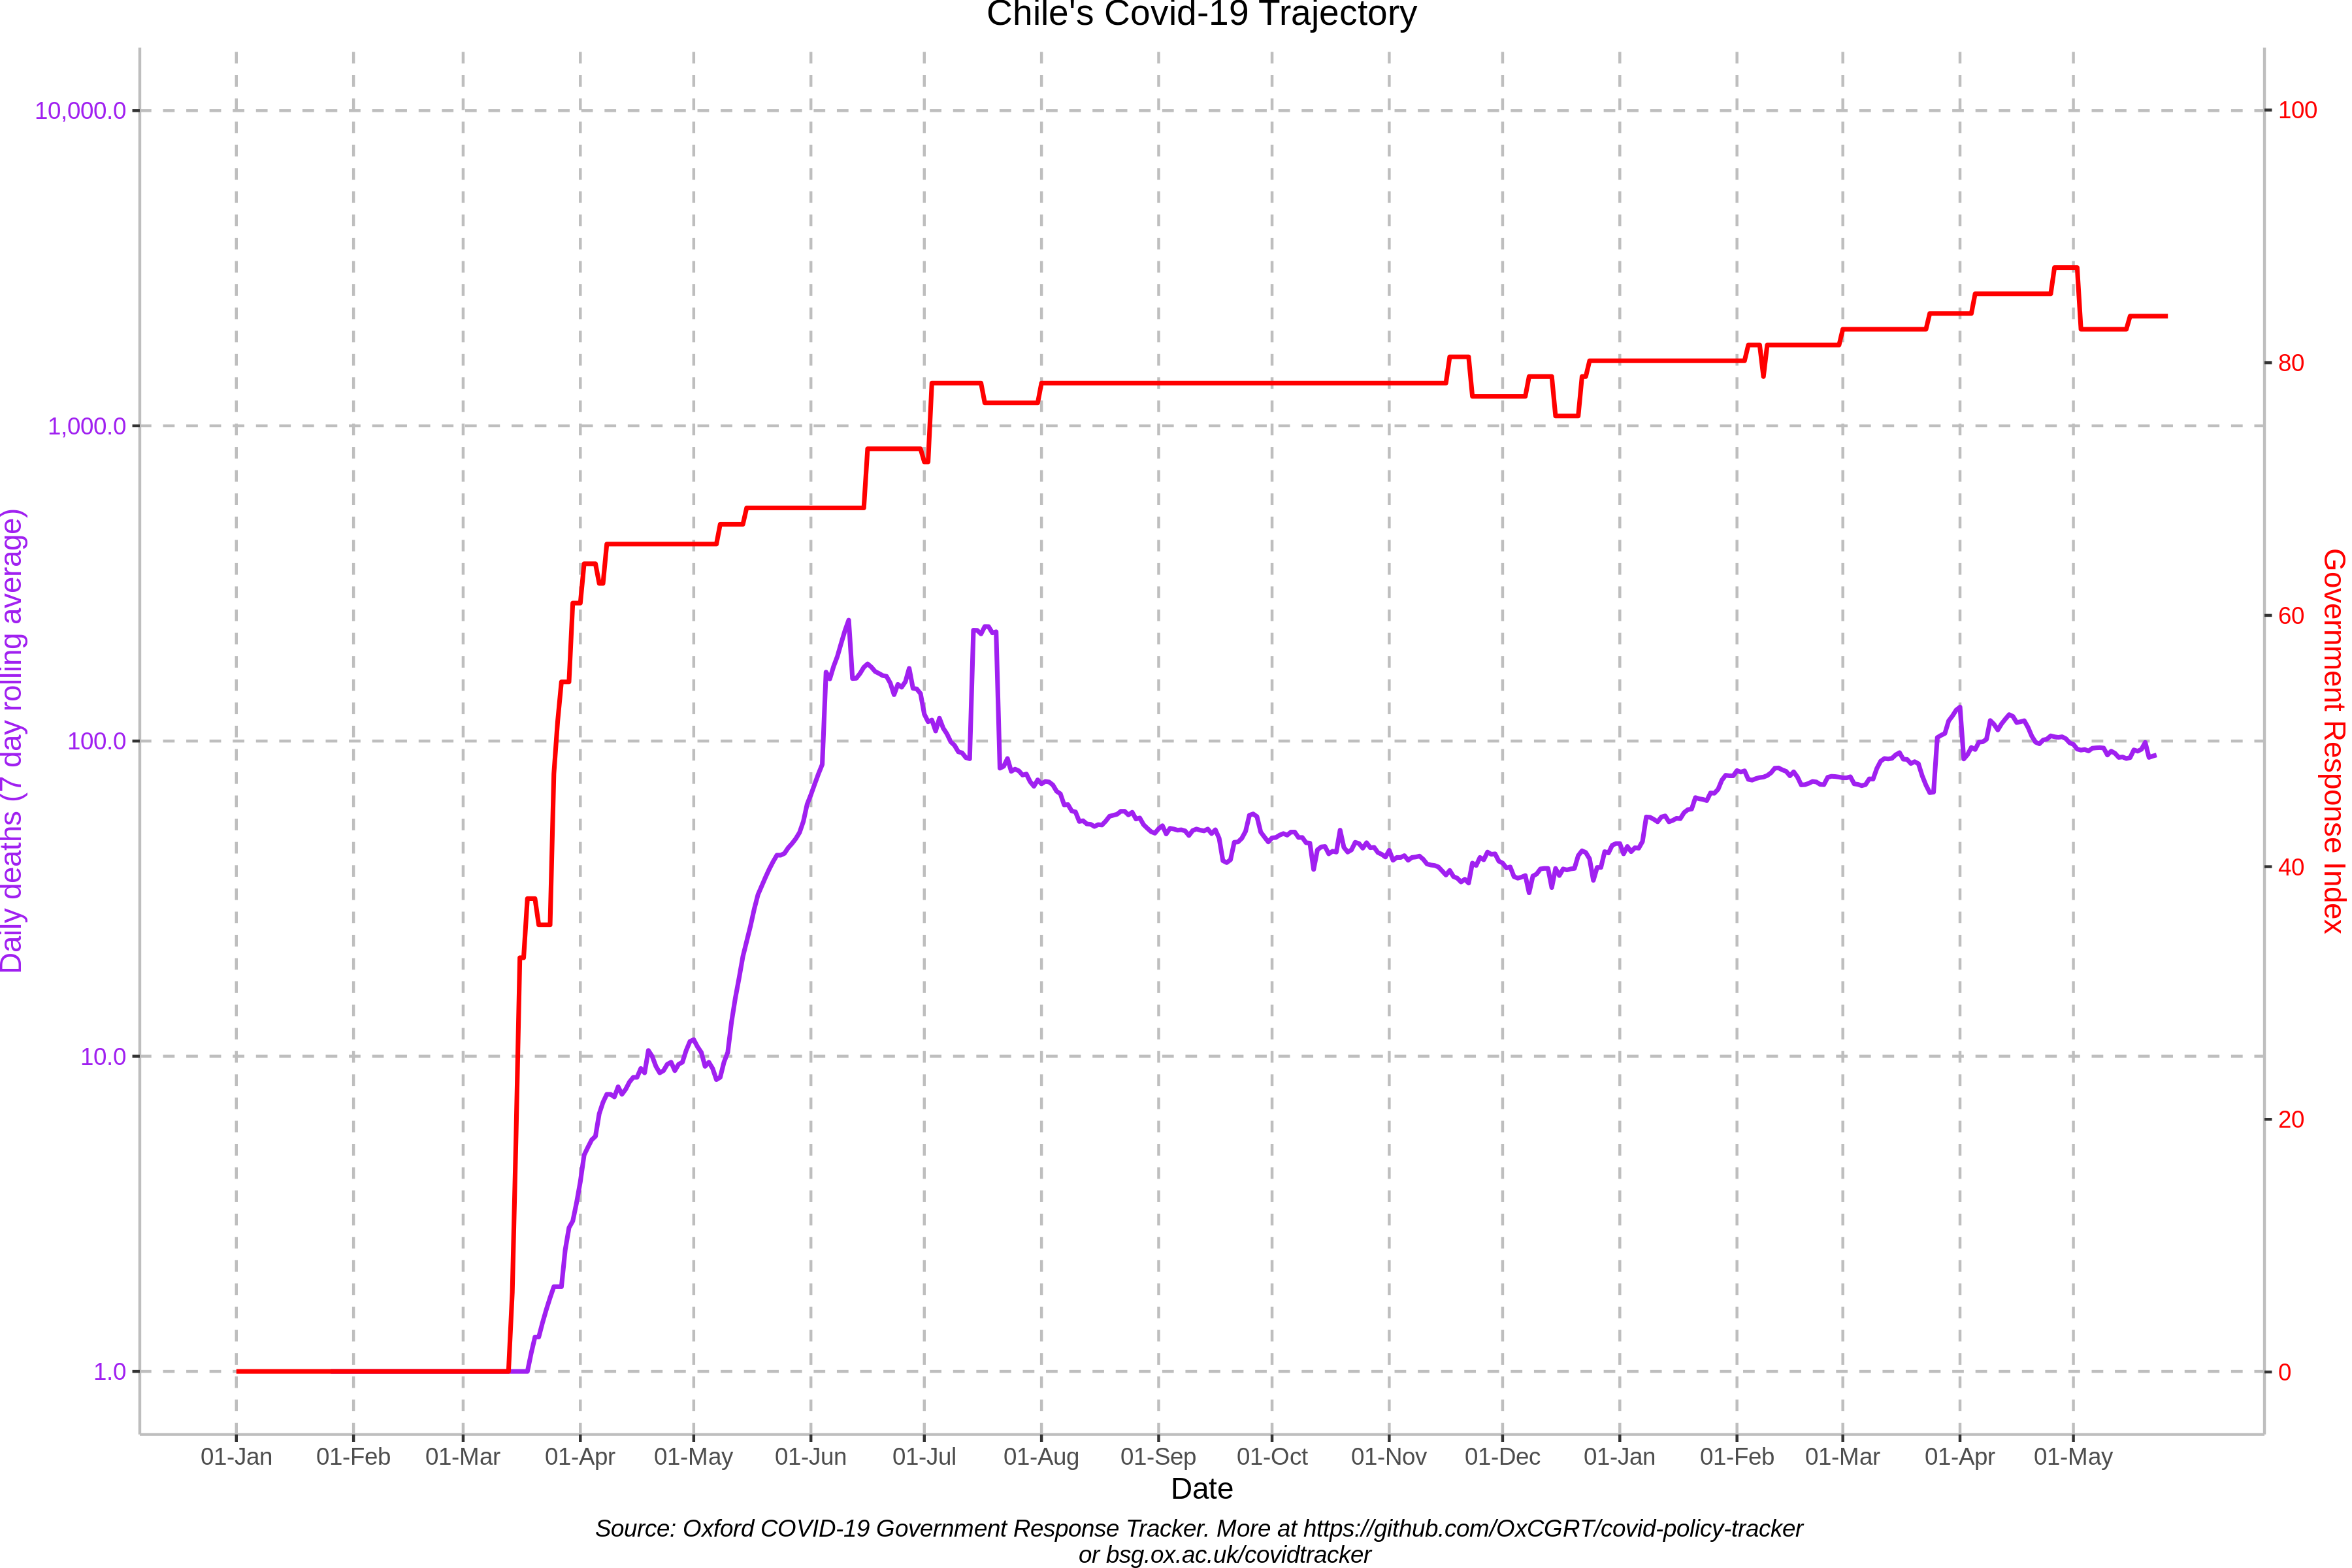 Chile's Covid-19 Trajectory
10,000.0
1,000.0
100.0
10.0
1.0
Daily deaths (7 day rolling average)
100
80
60
40
20
0
Government Response Index
01-Jan 01-Feb 01-Mar 01-Apr 01-May 01-Jun 01-Jul 01-Aug 01-Sep 01-Oct 01-Nov 01-Dec 01-Jan 01-Feb 01-Mar 01-Apr 01-May
Date
Source: Oxford COVID-19 Government Response Tracker. More at https://github.com/OxCGRT/covid-policy-tracker
or bsg.ox.ac.uk/covidtracker